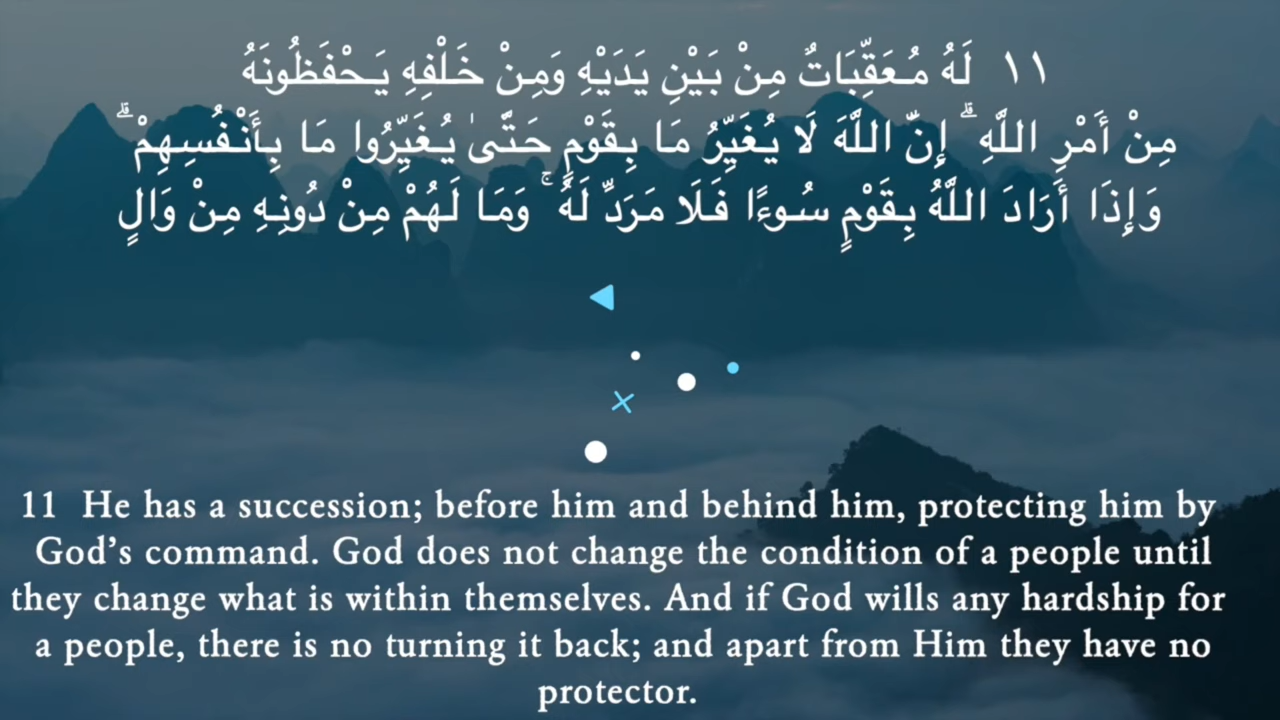 ١١ لَهُ مُعَقِّبَاتٌ مِنْ بَيْنِ يَدَيْهِ وَمِنْ خَلْفِهِ يَحْفَظُونَهُ
مِنْ أَمْرِ اللَّهِ ۗ إِنَّ اللَّهَ لَا يُغَيِّرُ مَا بِقَوْمٍ حَتَّىٰ يُغَيِّرُوا مَا بِأَنْفُسِهِمْ ۗ
وَإِذَا أَرَادَ اللَّهُ بِقَوْمٍ سُوءًا فَلَا مَرَدَّ لَهُ ۚ وَمَا لَهُمْ مِنْ دُونِهِ مِنْ وَالٍ
11 He has a succession; before him and behind him, protecting him by
God’s command. God does not change the condition of a people until
they change what is within themselves. And if God wills any hardship for
a people, there is no turning it back; and apart from Him they have no
protector.